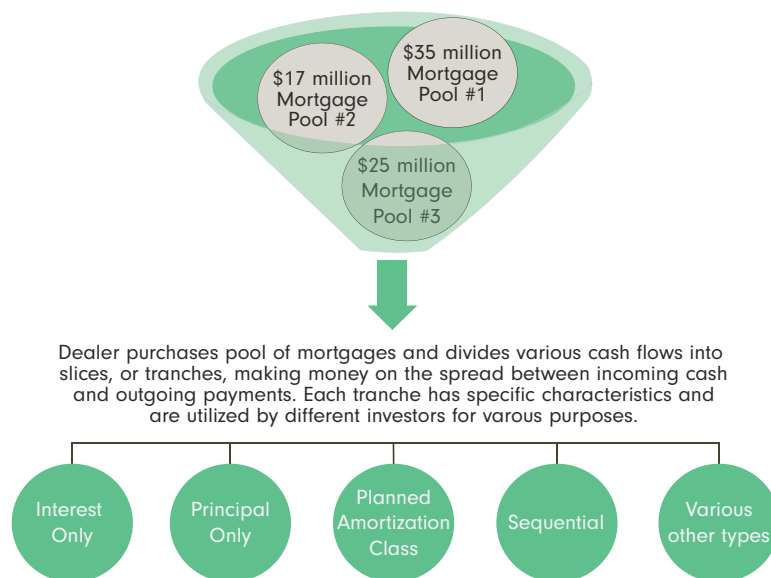 $35 million
Mortgage
Pool #1
$17 million
Mortgage
Pool #2
$25 million
Mortgage
Pool #3
Dealer purchases pool of mortgages and divides various cash flows into
slices, or tranches, making money on the spread between incoming cash
and outgoing payments. Each tranche has specific characteristics and
are utilized by different investors for varous purposes.
Interest
Only
Principal
Only
Planned
Amortization
Class
Sequential
Various
other types